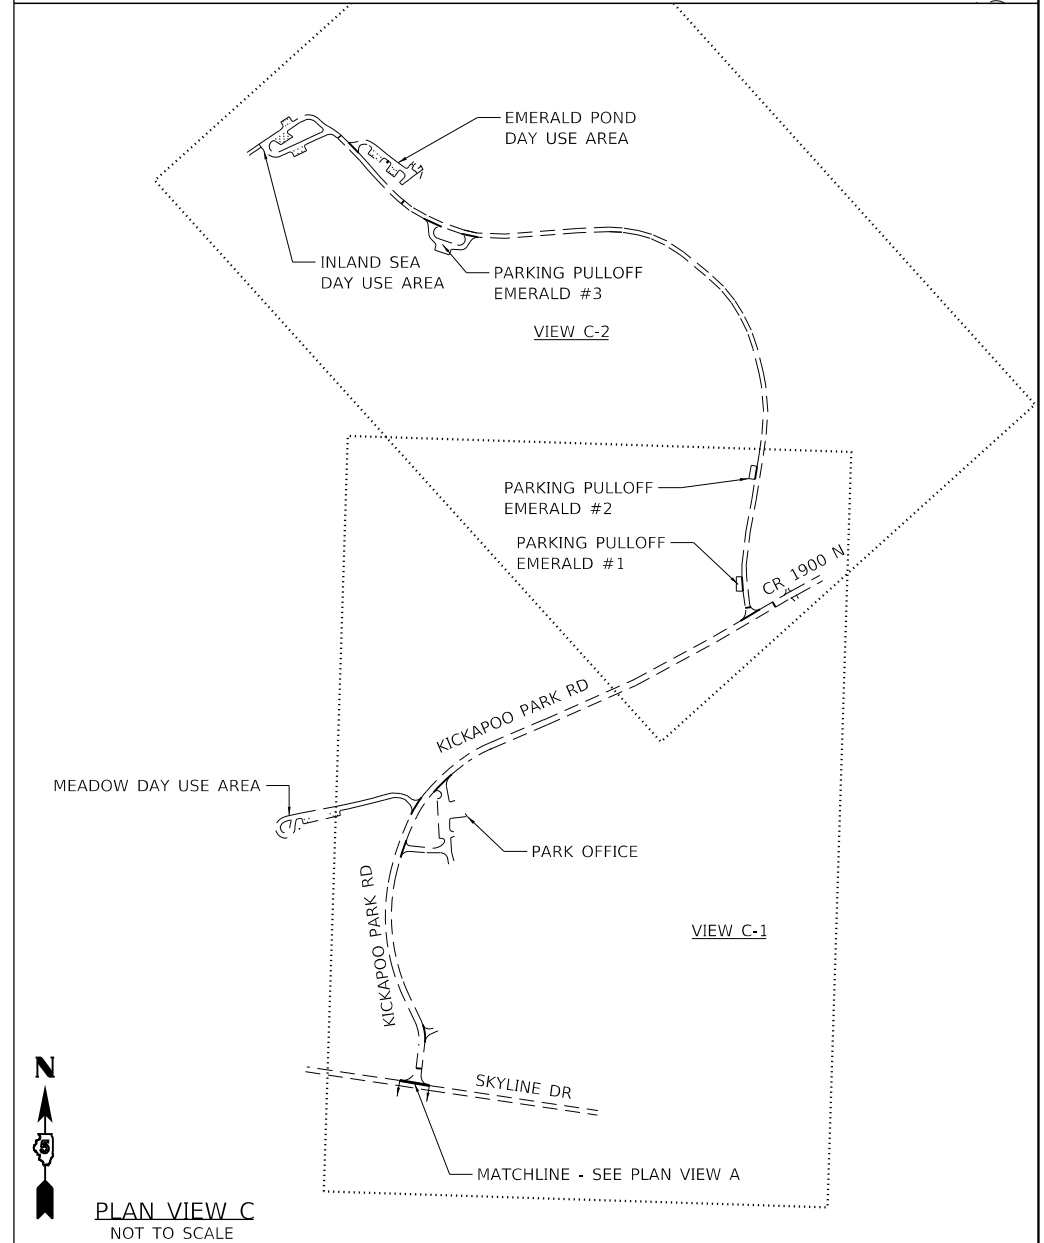 EMERALD POND
DAY USE AREA
INLAND SEA
DAY USE AREA
PARKING PULLOFF
EMERALD #3
VIEW C-2
PARKING PULLOFF
EMERALD #2
PARKING PULLOFF
EMERALD #1
CR 1900 N
KICKAPOO PARK RD
MEADOW DAY USE AREA
PARK OFFICE
KICKAPOO PARK RD
VIEW C-1
N
5
SKYLINE DR
MATCHLINE - SEE PLAN VIEW A
PLAN VIEW C
NOT TO SCALE